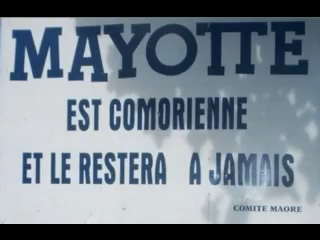 MAYOTTE
EST COMORIENNE
ET LE RESTERA A JAMAIS
COMITE MAORE